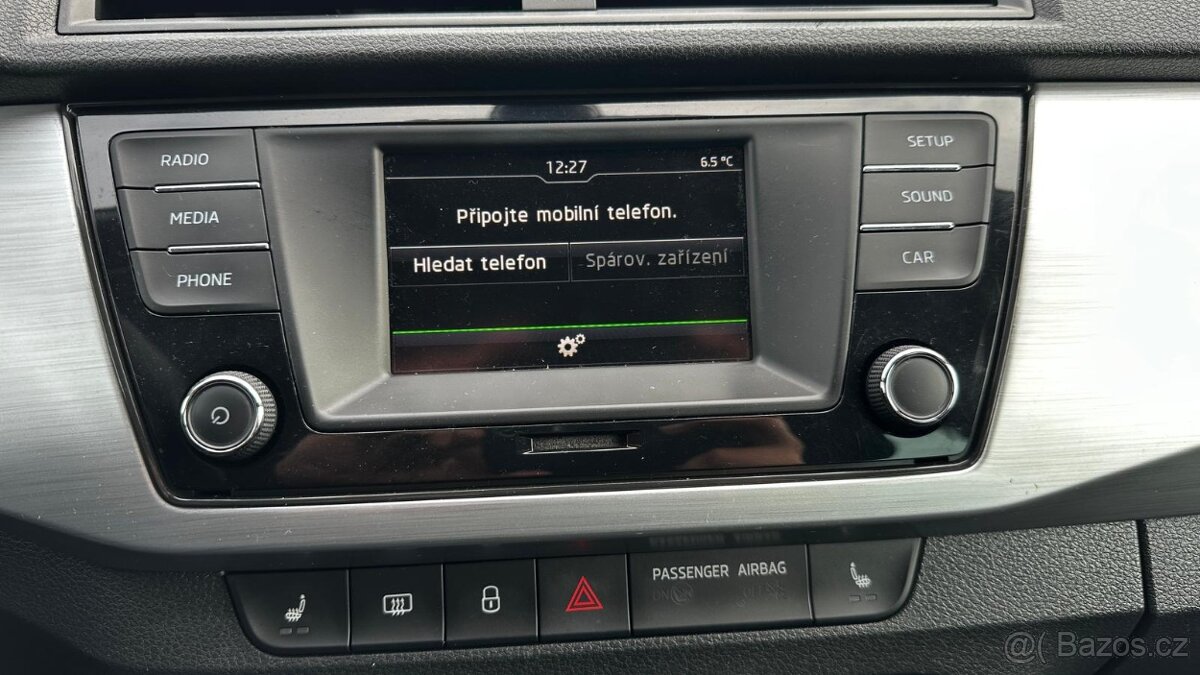 12:27
6.5 °C
RADIO
MEDIA
PHONE
Připojte mobilní telefon.
Hledat telefon
Spárov. zařízení
SETUP
SOUND
CAR
PASSENGER AIRBAG
@( Bazos.cz